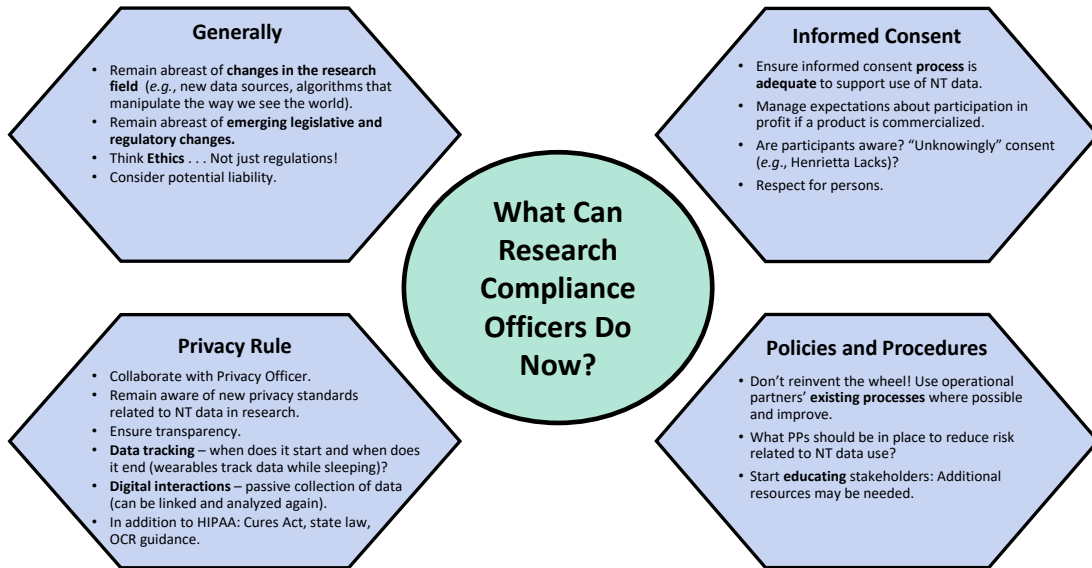 Generally
• Remain abreast of changes in the research
field (e.g., new data sources, algorithms that
manipulate the way we see the world).
• Remain abreast of emerging legislative and
regulatory changes.
• Think Ethics . . . Not just regulations!
• Consider potential liability.
Informed Consent
• Ensure informed consent process is
adequate to support use of NT data.
• Manage expectations about participation in
profit if a product is commercialized.
• Are participants aware? “Unknowingly” consent
(e.g., Henrietta Lacks)?
• Respect for persons.
What Can
Research
Compliance
Officers Do
Now?
Privacy Rule
• Collaborate with Privacy Officer.
• Remain aware of new privacy standards
related to NT data in research.
• Ensure transparency.
• Data tracking – when does it start and when does
it end (wearables track data while sleeping)?
• Digital interactions – passive collection of data
(can be linked and analyzed again).
• In addition to HIPAA: Cures Act, state law,
OCR guidance.
Policies and Procedures
• Don’t reinvent the wheel! Use operational
partners’ existing processes where possible
and improve.
• What PPs should be in place to reduce risk
related to NT data use?
• Start educating stakeholders: Additional
resources may be needed.